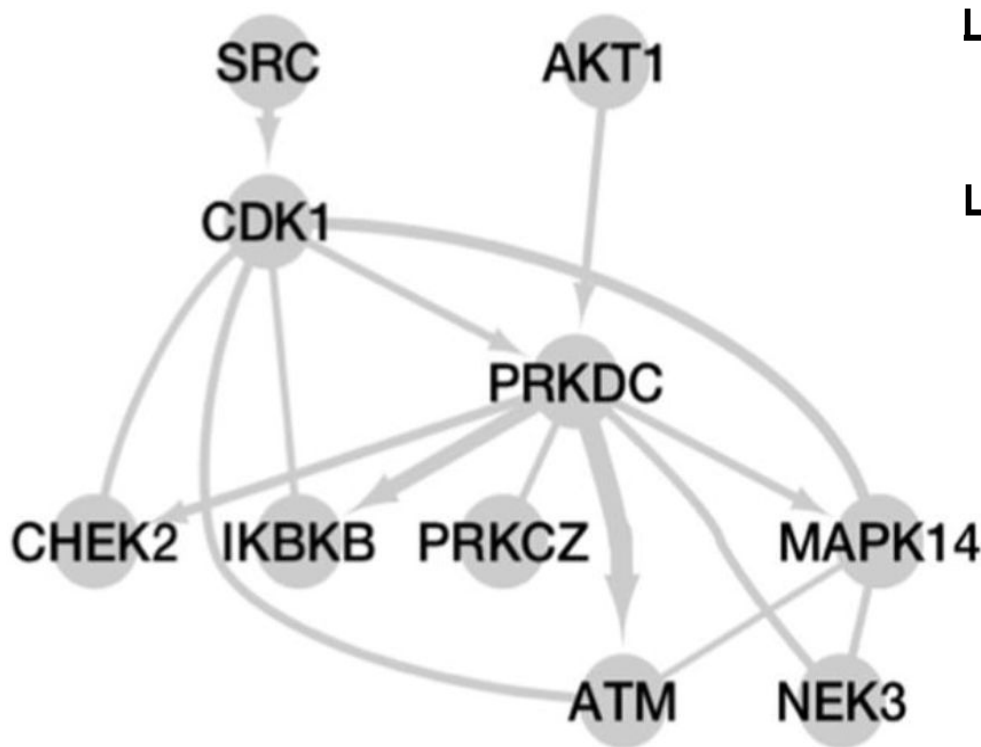 SRC AKT1 L
CDK1 L
PRKDC
CHEK2 IKBKB PRKCZ MAPK14
ATM NEK3